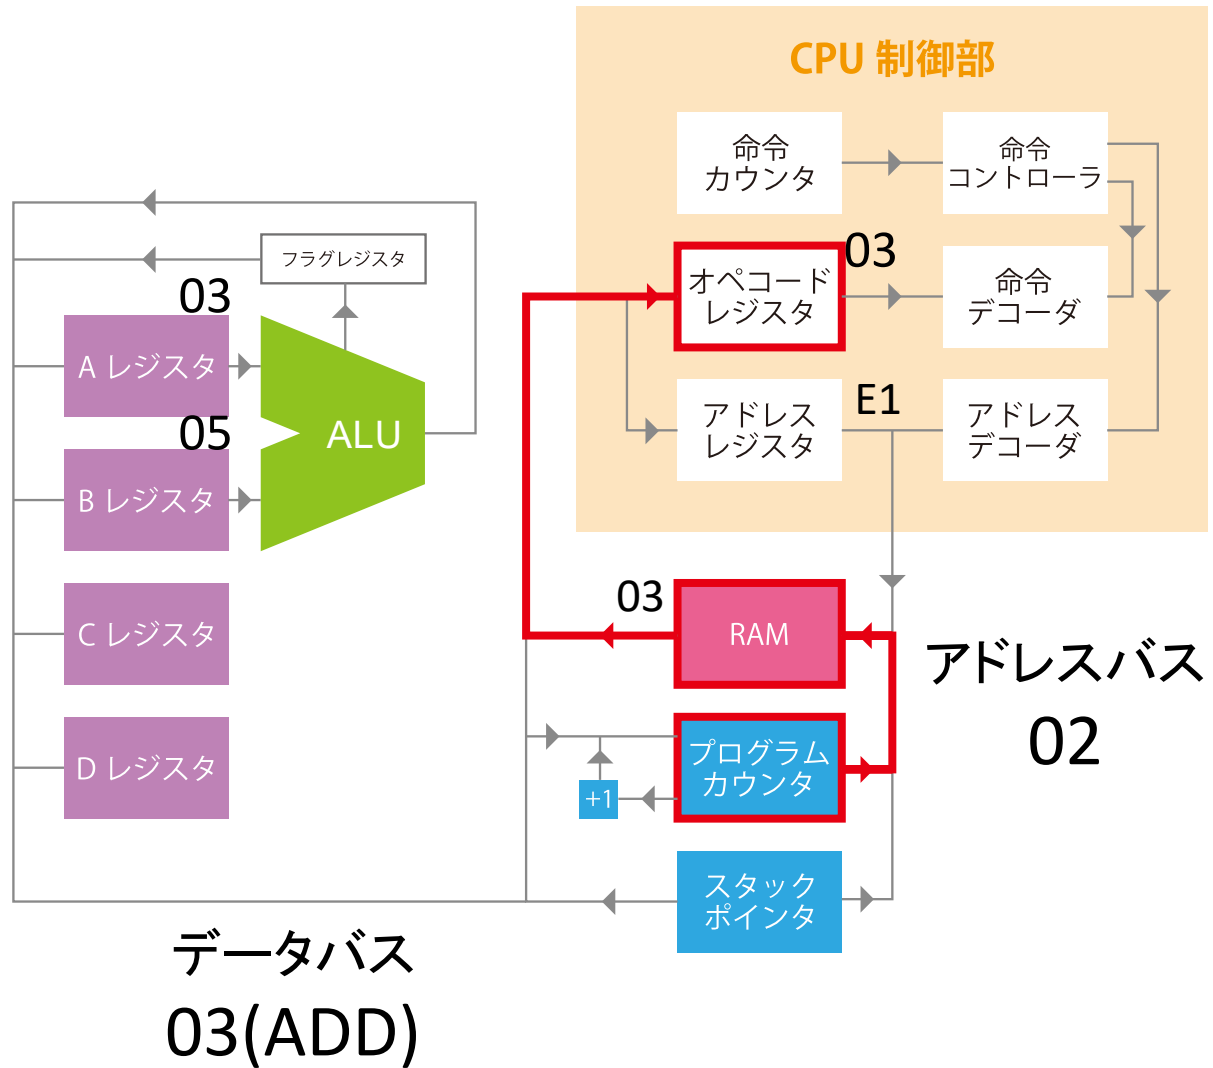 CPU 制御部
命令
カウンタ
命令
コントローラ
フラグレジスタ
オペコード
レジスタ
03
命令
デコーダ
03
A レジスタ
05
ALU
B レジスタ
アドレス
レジスタ
E1
アドレス
デコーダ
C レジスタ
03
RAM
アドレスバス
02
D レジスタ
プログラム
カウンタ
+1
スタック
ポインタ
データバス
03(ADD)